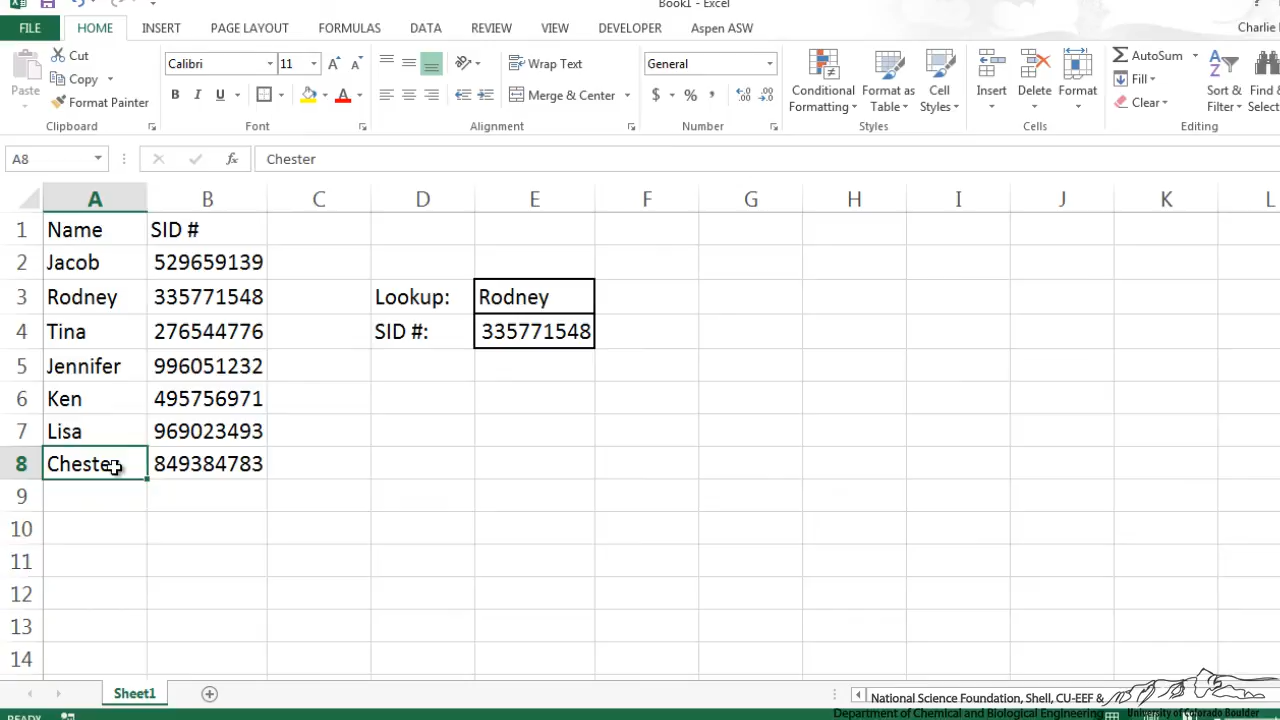 Book1 - Excel
FILE HOME INSERT PAGE LAYOUT FORMULAS DATA REVIEW VIEW DEVELOPER Aspen ASW Charlie
Paste Cut Copy Format Painter Clipboard
Calibri 11 B I U Font
Wrap Text Merge & Center Alignment
General $ % , Number
Conditional Formatting Format as Table Cell Styles Styles
Insert Delete Format Cells
AutoSum Fill Clear Sort & Filter Find & Select Editing
A8 fx Chester
A B C D E F G H I J K L
1 Name SID #
2 Jacob 529659139
3 Rodney 335771548 Lookup: Rodney
4 Tina 276544776 SID #: 335771548
5 Jennifer 996051232
6 Ken 495756971
7 Lisa 969023493
8 Chester 849384783
9
10
11
12
13
14
Sheet1
National Science Foundation, Shell, CU-EEF &
Department of Chemical and Biological Engineering University of Colorado Boulder
READY